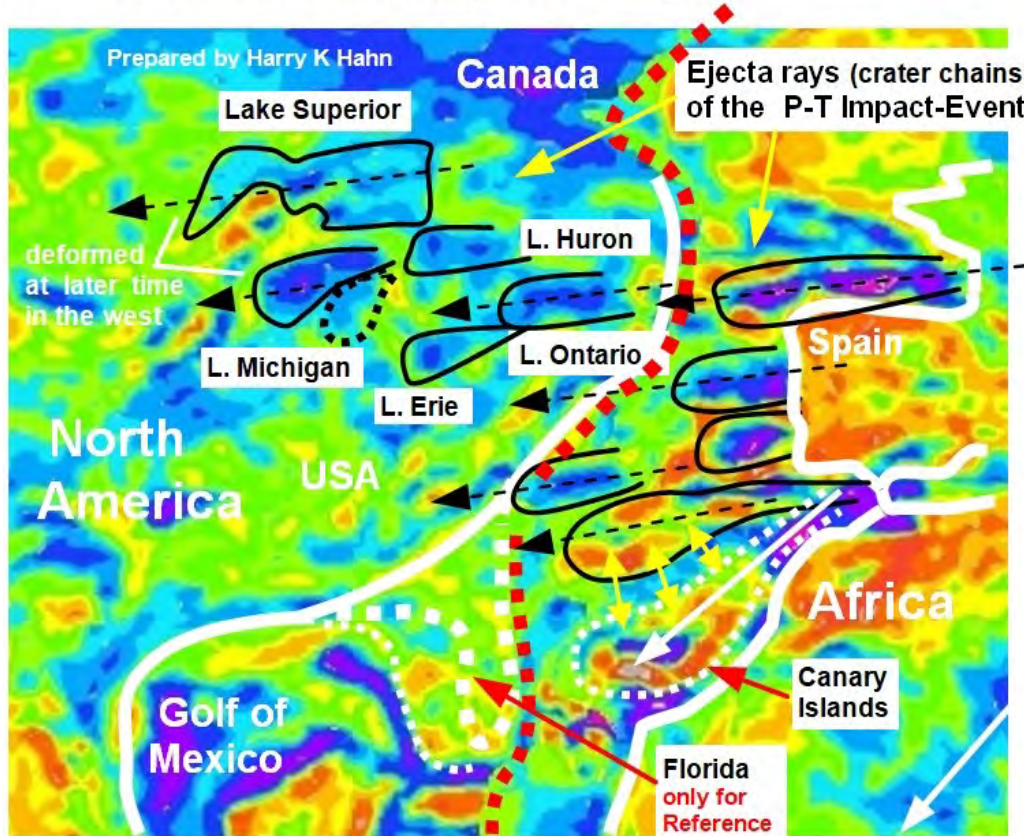 Prepared by Harry K Hahn
Canada
Ejecta rays (crater chains
of the P-T Impact-Event
Lake Superior
L. Huron
deformed
at later time
in the west
L. Michigan
L. Ontario
Spain
L. Erie
North
America
USA
Africa
Canary
Islands
Golf of
Mexico
Florida
only for
Reference